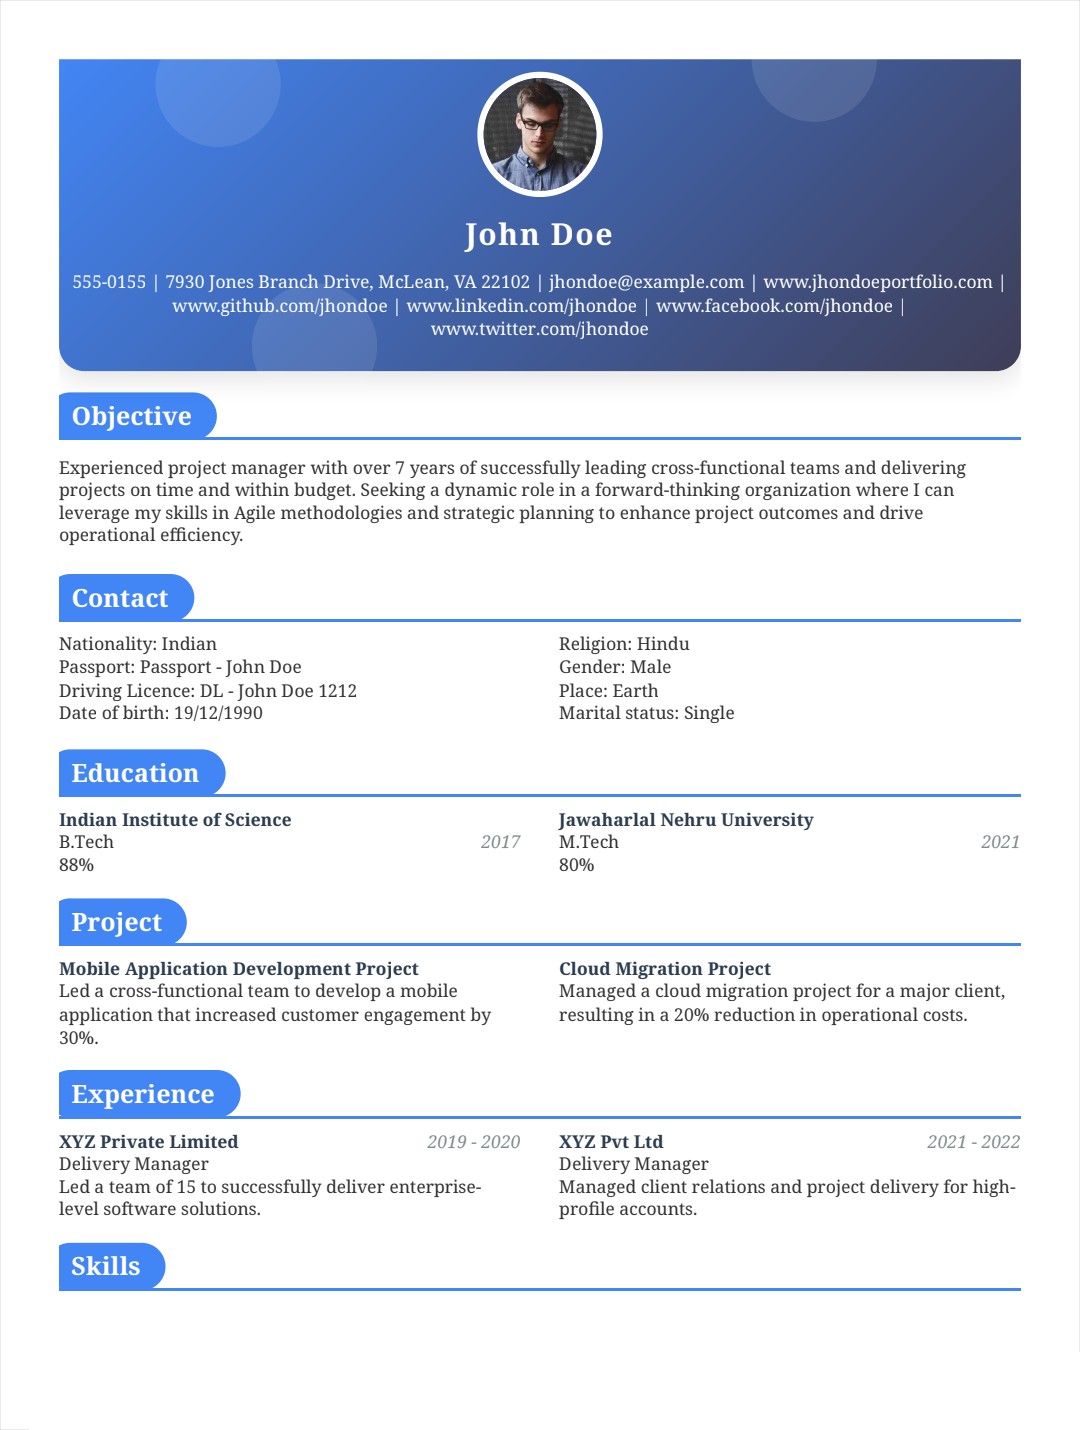 John Doe
555-0155 | 7930 Jones Branch Drive, McLean, VA 22102 | jhondoe@example.com | www.jhondoeportfolio.com |
www.github.com/jhondoe | www.linkedin.com/jhondoe | www.facebook.com/jhondoe |
www.twitter.com/jhondoe
Objective
Experienced project manager with over 7 years of successfully leading cross-functional teams and delivering
projects on time and within budget. Seeking a dynamic role in a forward-thinking organization where I can
leverage my skills in Agile methodologies and strategic planning to enhance project outcomes and drive
operational efficiency.
Contact
Nationality: Indian
Passport: Passport - John Doe
Driving Licence: DL - John Doe 1212
Date of birth: 19/12/1990
Religion: Hindu
Gender: Male
Place: Earth
Marital status: Single
Education
Indian Institute of Science
B.Tech 2017
88%
Jawaharlal Nehru University
M.Tech 2021
80%
Project
Mobile Application Development Project
Led a cross-functional team to develop a mobile
application that increased customer engagement by
30%.
Cloud Migration Project
Managed a cloud migration project for a major client,
resulting in a 20% reduction in operational costs.
Experience
XYZ Private Limited 2019 - 2020
Delivery Manager
Led a team of 15 to successfully deliver enterprise-
level software solutions.
XYZ Pvt Ltd 2021 - 2022
Delivery Manager
Managed client relations and project delivery for high-
profile accounts.
Skills